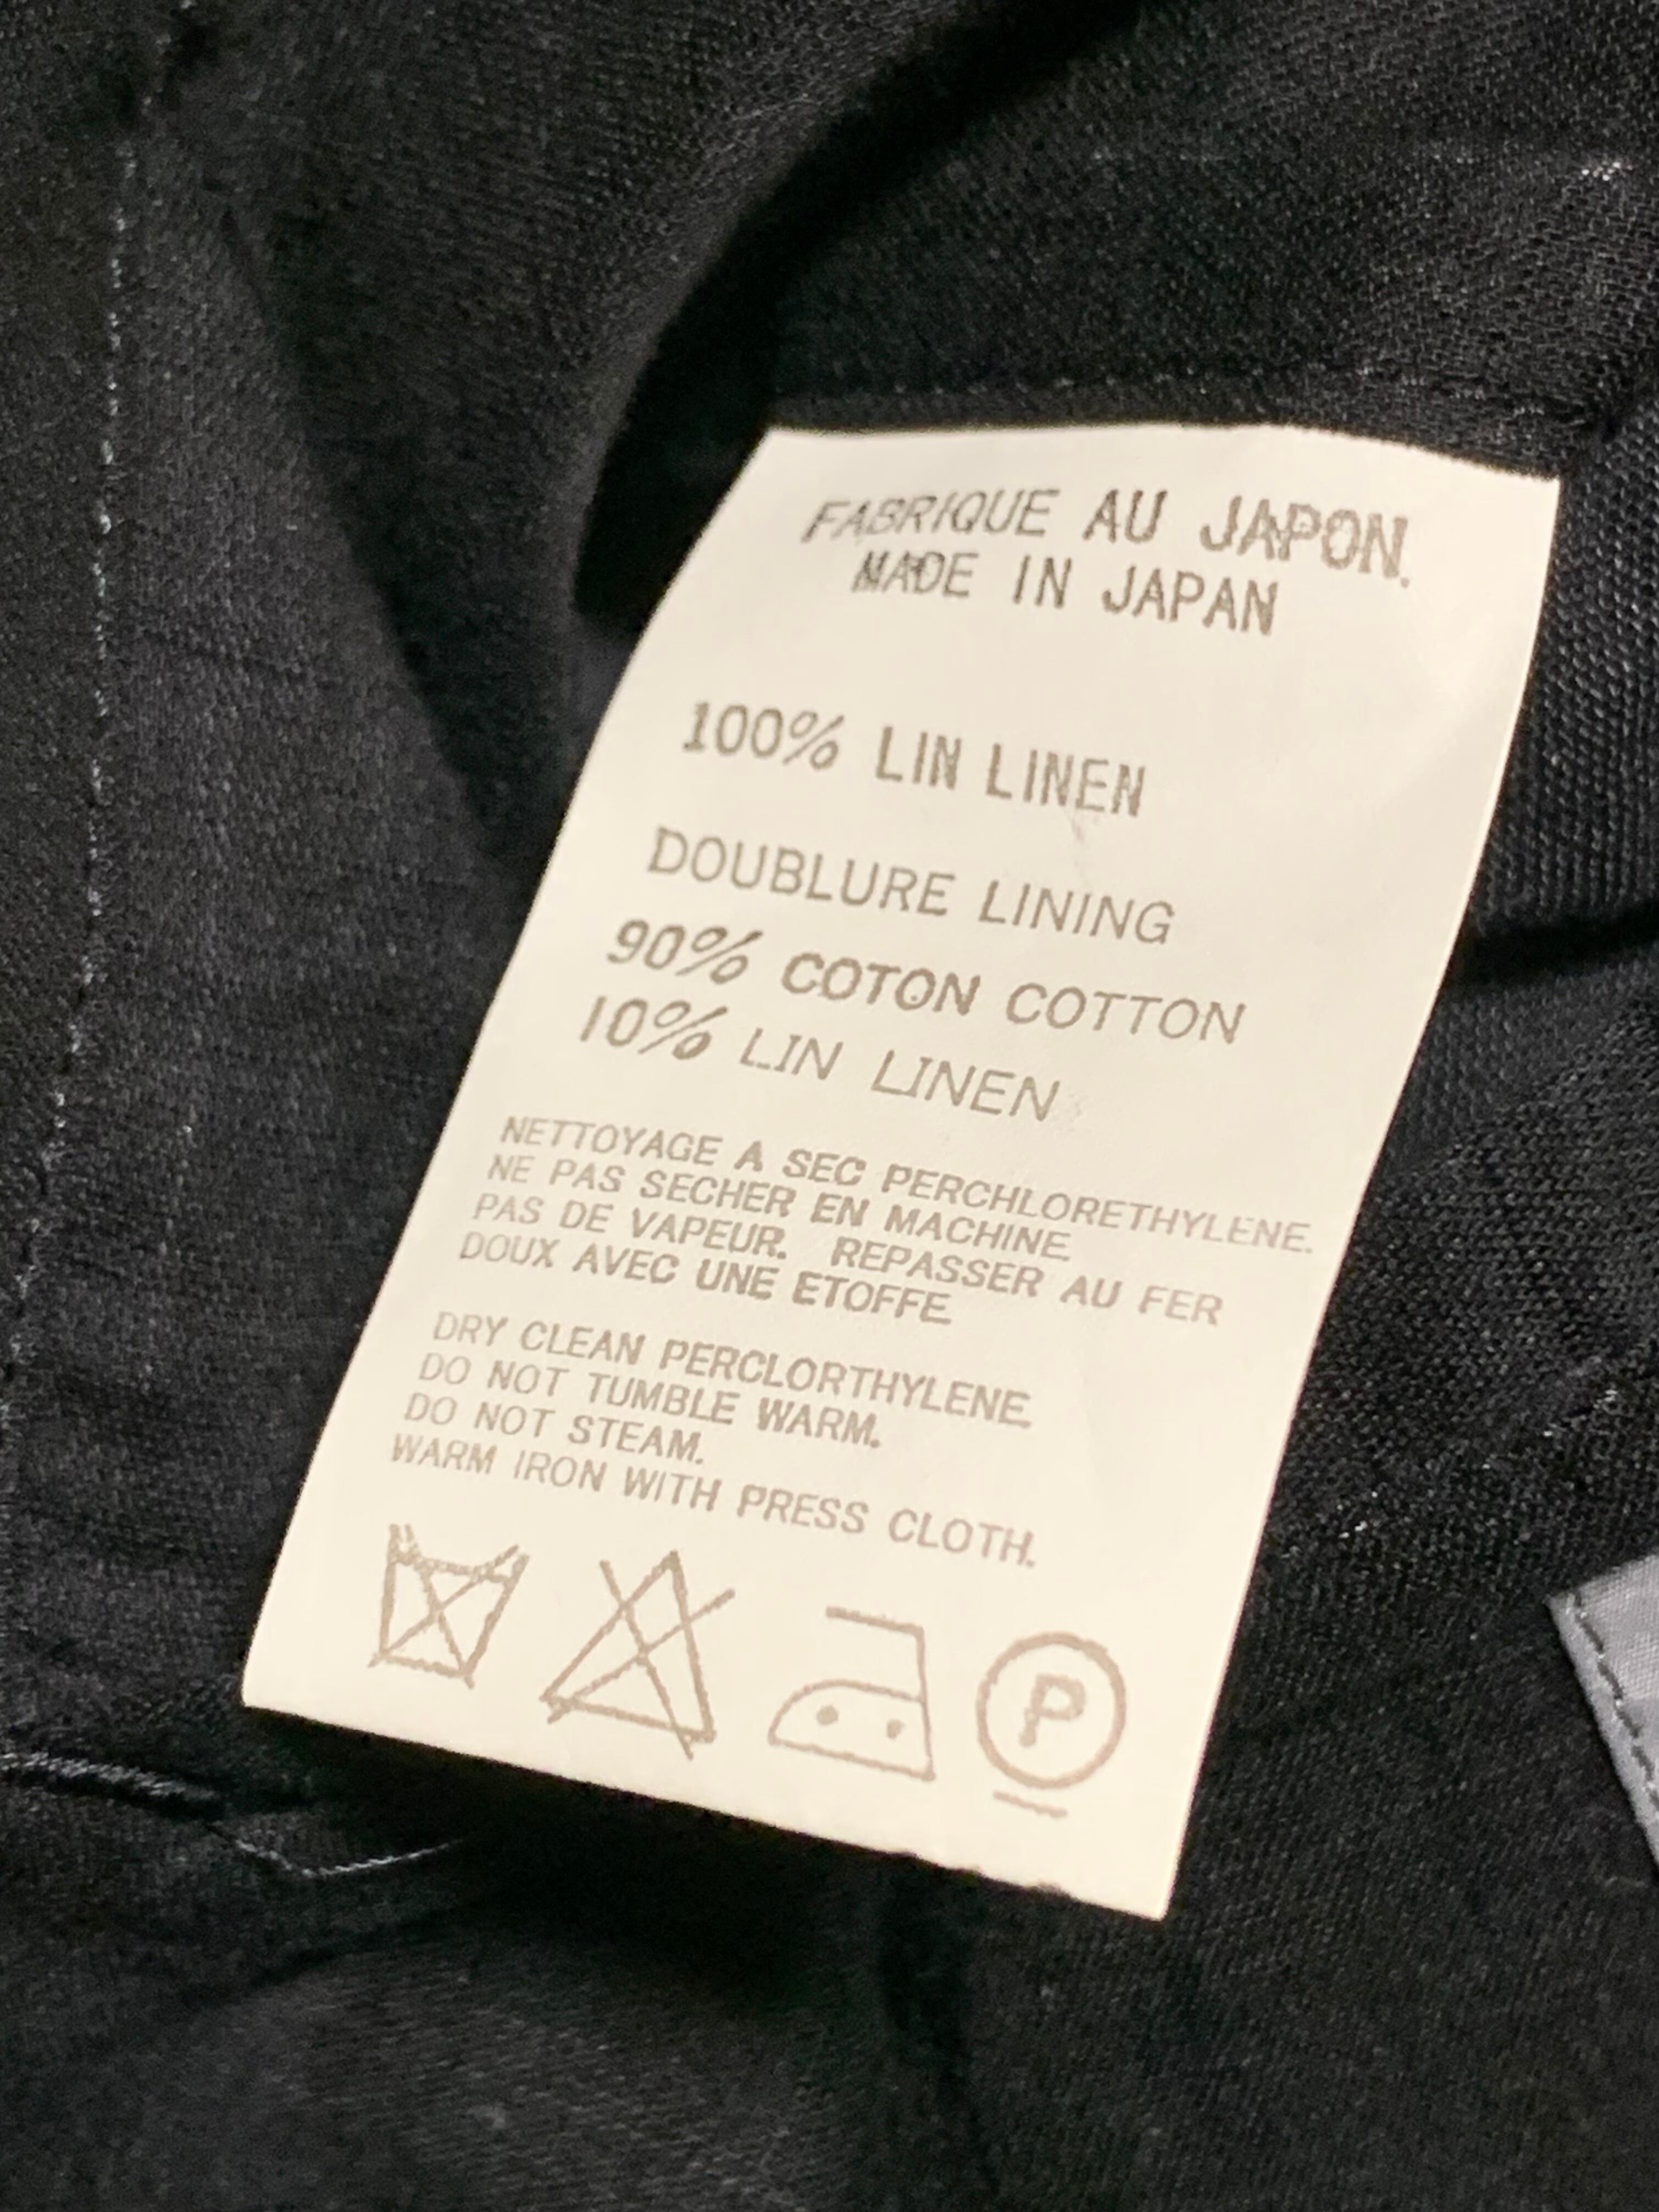 FABRIQUE AU JAPON.
MADE IN JAPAN
100% LIN LINEN
DOUBLURE LINING
90% COTON COTTON
10% LIN LINEN
NETTOYAGE A SEC PERCHLORETHYLENE.
NE PAS SECHER EN MACHINE.
PAS DE VAPEUR. REPASSER AU FER
DOUX AVEC UNE ETOFFE.
DRY CLEAN PERCLORTHYLENE.
DO NOT TUMBLE WARM.
DO NOT STEAM.
WARM IRON WITH PRESS CLOTH.
P